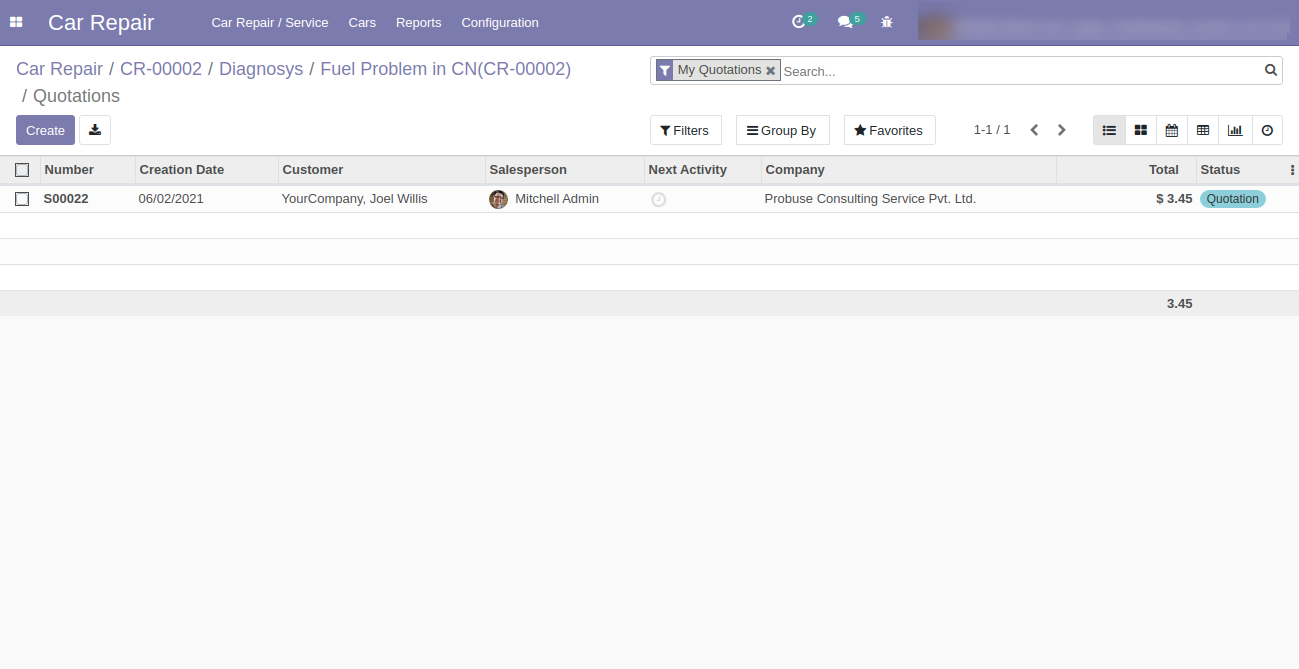 Car Repair Car Repair / Service Cars Reports Configuration 2 5
Car Repair / CR-00002 / Diagnosys / Fuel Problem in CN(CR-00002)
/ Quotations
My Quotations Search...
Create Filters Group By Favorites 1-1 / 1
Number Creation Date Customer Salesperson Next Activity Company Total Status
S00022 06/02/2021 YourCompany, Joel Willis Mitchell Admin Probuse Consulting Service Pvt. Ltd. $ 3.45 Quotation
3.45